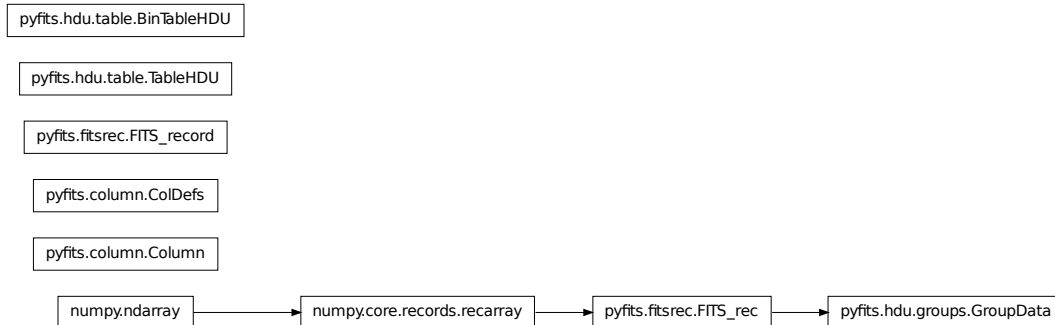 pyfits.hdu.table.BinTableHDU
pyfits.hdu.table.TableHDU
pyfits.fitsrec.FITS_record
pyfits.column.ColDefs
pyfits.column.Column
numpy.ndarray numpy.core.records.recarray pyfits.fitsrec.FITS_rec pyfits.hdu.groups.GroupData